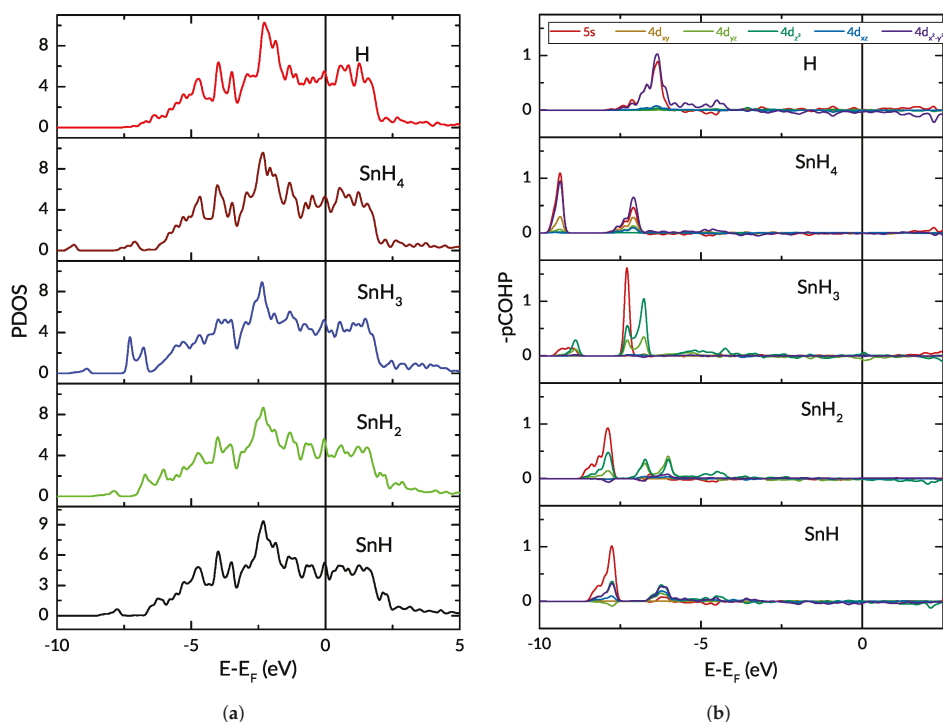 H
8
4
0
SnH4
8
4
0
SnH3
8
4
0
SnH2
8
4
0
SnH
9
6
3
0
PDOS
-10 -5 0 5
E-EF (eV)
(a)
5s 4dxy 4dyz 4dz² 4dxz 4dx²-y²
H
1
0
SnH4
1
0
SnH3
1
0
SnH2
1
0
SnH
1
0
-pCOHP
-10 -5 0
E-EF (eV)
(b)